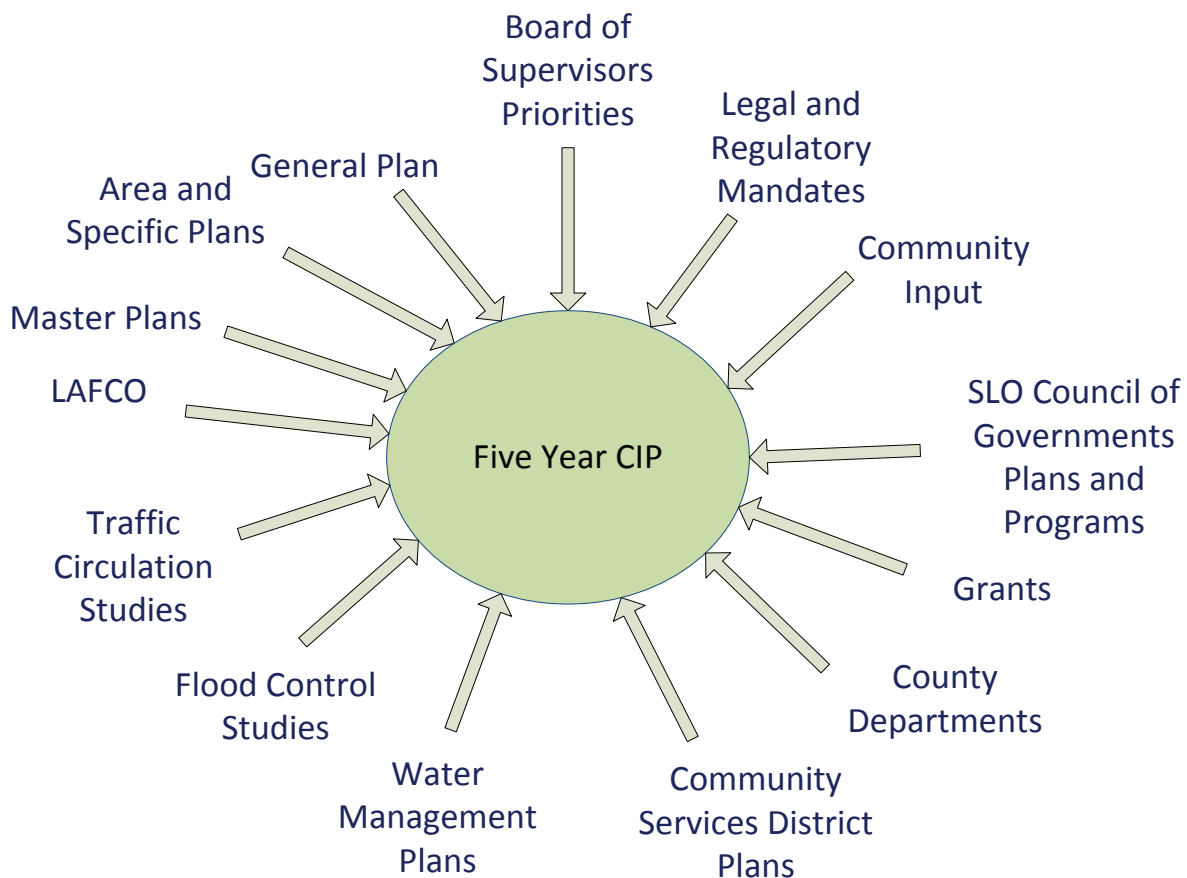 Board of
Supervisors
Priorities
Legal and
Regulatory
Mandates
Community
Input
SLO Council of
Governments
Plans and
Programs
Grants
County
Departments
Community
Services District
Plans
Water
Management
Plans
Flood Control
Studies
Traffic
Circulation
Studies
LAFCO
Master Plans
Area and
Specific Plans
General Plan
Five Year CIP